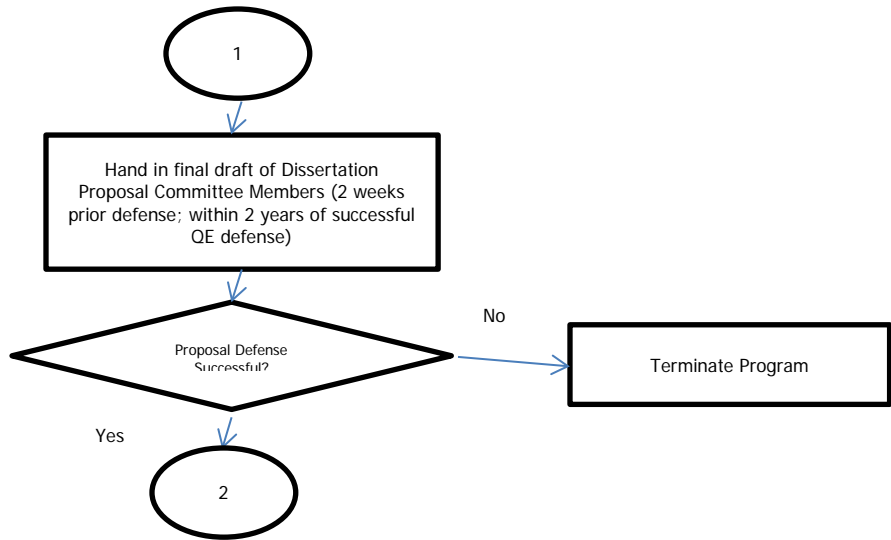 1
Hand in final draft of Dissertation
Proposal Committee Members (2 weeks
prior defense; within 2 years of successful
QE defense)
No
Proposal Defense
Successful?
Terminate Program
Yes
2